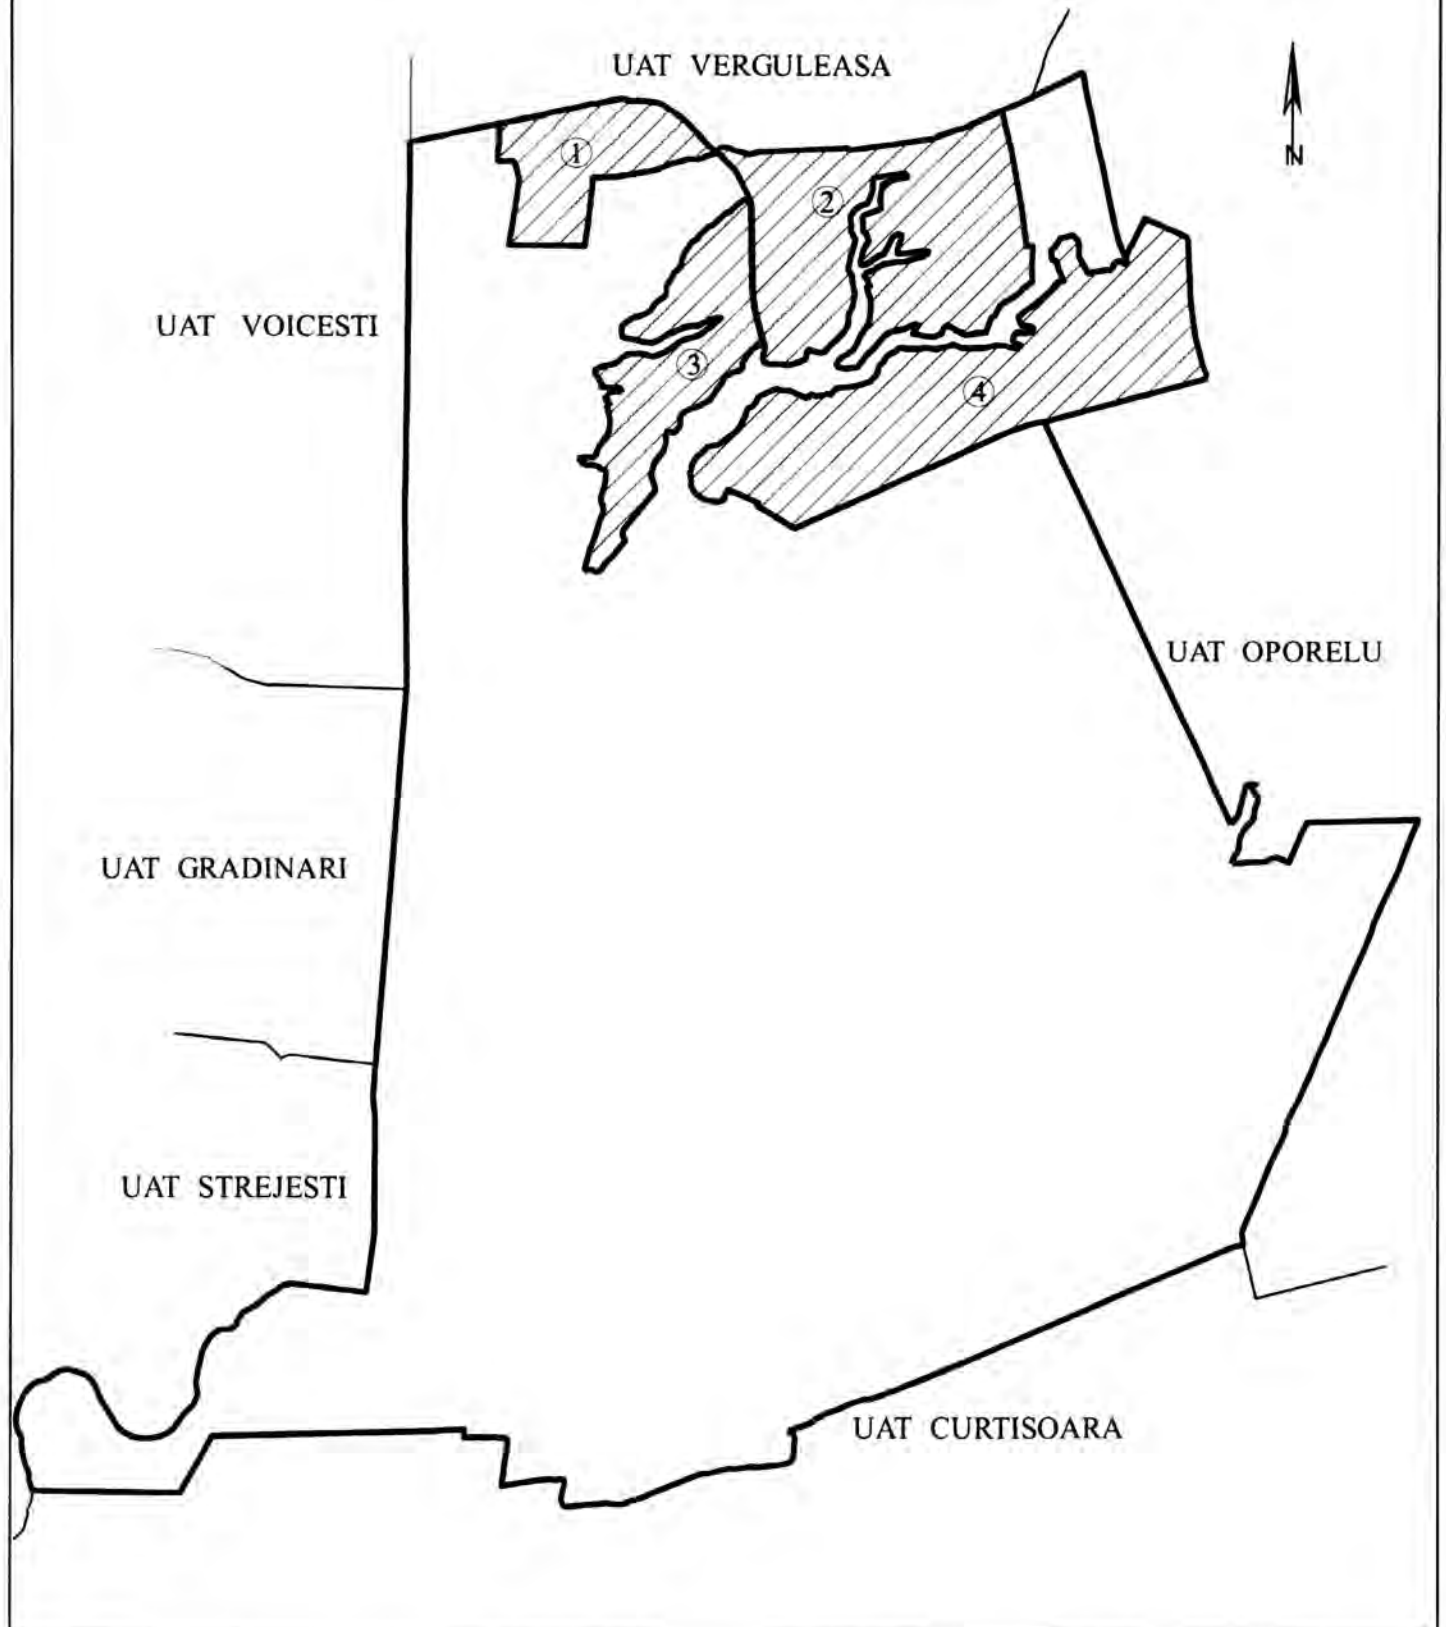 UAT VERGULEASA
N
1
2
UAT VOICESTI
3
4
UAT OPORELU
UAT GRADINARI
UAT STREJESTI
UAT CURTISOARA